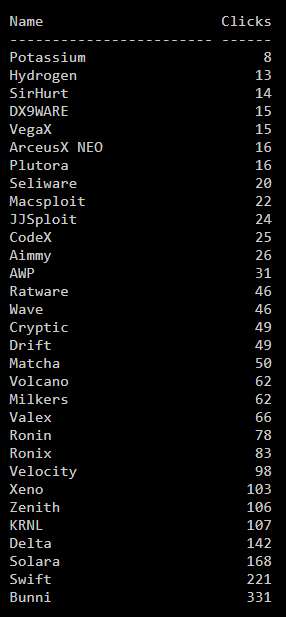 Name Clicks
------------------------ ------
Potassium 8
Hydrogen 13
SirHurt 14
DX9WARE 15
VegaX 15
ArceusX NEO 16
Plutora 16
Seliware 20
Macsploit 22
JJSploit 24
CodeX 25
Aimmy 26
AWP 31
Ratware 46
Wave 46
Cryptic 49
Drift 49
Matcha 50
Volcano 62
Milkers 62
Valex 66
Ronin 78
Ronix 83
Velocity 98
Xeno 103
Zenith 106
KRNL 107
Delta 142
Solara 168
Swift 221
Bunni 331